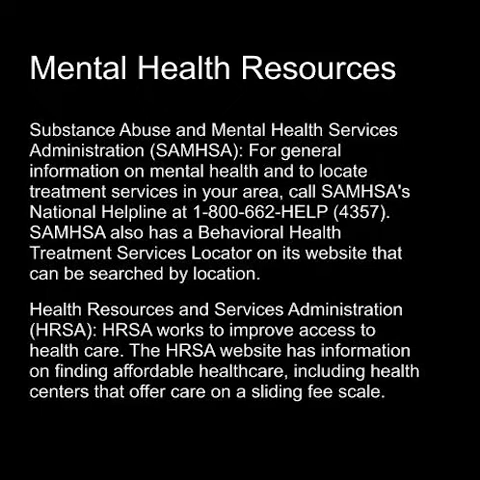 Mental Health Resources
Substance Abuse and Mental Health Services
Administration (SAMHSA): For general
information on mental health and to locate
treatment services in your area, call SAMHSA's
National Helpline at 1-800-662-HELP (4357).
SAMHSA also has a Behavioral Health
Treatment Services Locator on its website that
can be searched by location.
Health Resources and Services Administration
(HRSA): HRSA works to improve access to
health care. The HRSA website has information
on finding affordable healthcare, including health
centers that offer care on a sliding fee scale.